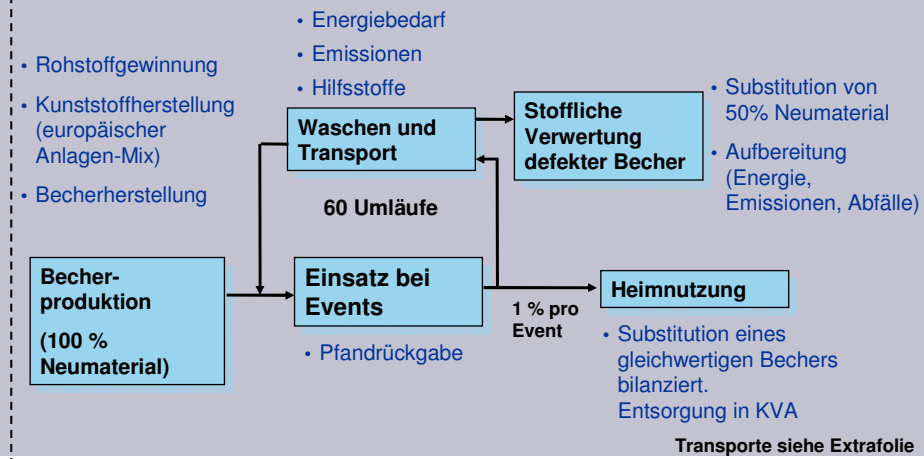 • Energiebedarf
• Emissionen
• Hilfsstoffe
• Rohstoffgewinnung
• Kunststoffherstellung
(europäischer
Anlagen-Mix)
• Becherherstellung
Waschen und
Transport
Stoffliche
Verwertung
defekter Becher
• Substitution von
50% Neumaterial
• Aufbereitung
(Energie,
Emissionen, Abfälle)
60 Umläufe
Becher-
produktion
(100 %
Neumaterial)
Einsatz bei
Events
• Pfandrückgabe
1 % pro
Event
Heimnutzung
• Substitution eines
gleichwertigen Bechers
bilanziert.
Entsorgung in KVA
Transporte siehe Extrafolie